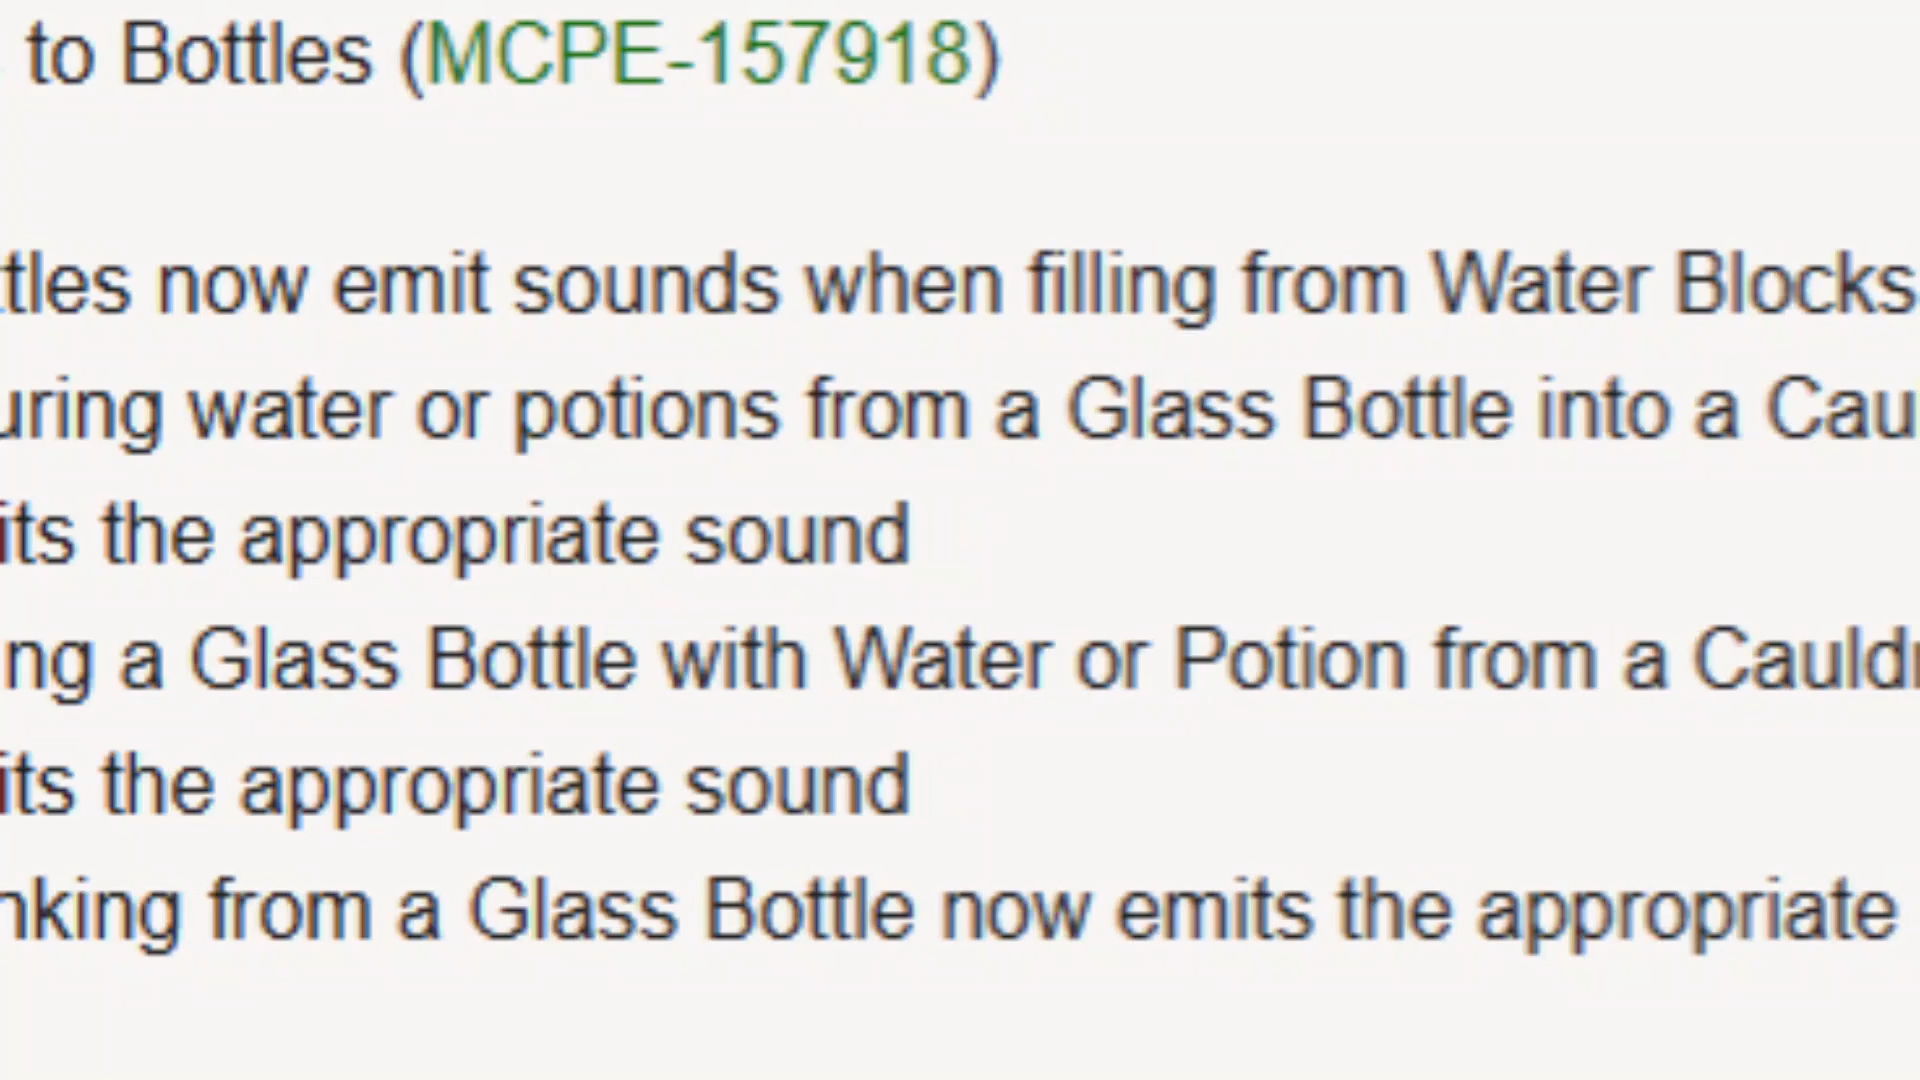 to Bottles (MCPE-157918)
tles now emit sounds when filling from Water Blocks
uring water or potions from a Glass Bottle into a Cau
its the appropriate sound
ng a Glass Bottle with Water or Potion from a Cauldr
its the appropriate sound
nking from a Glass Bottle now emits the appropriate